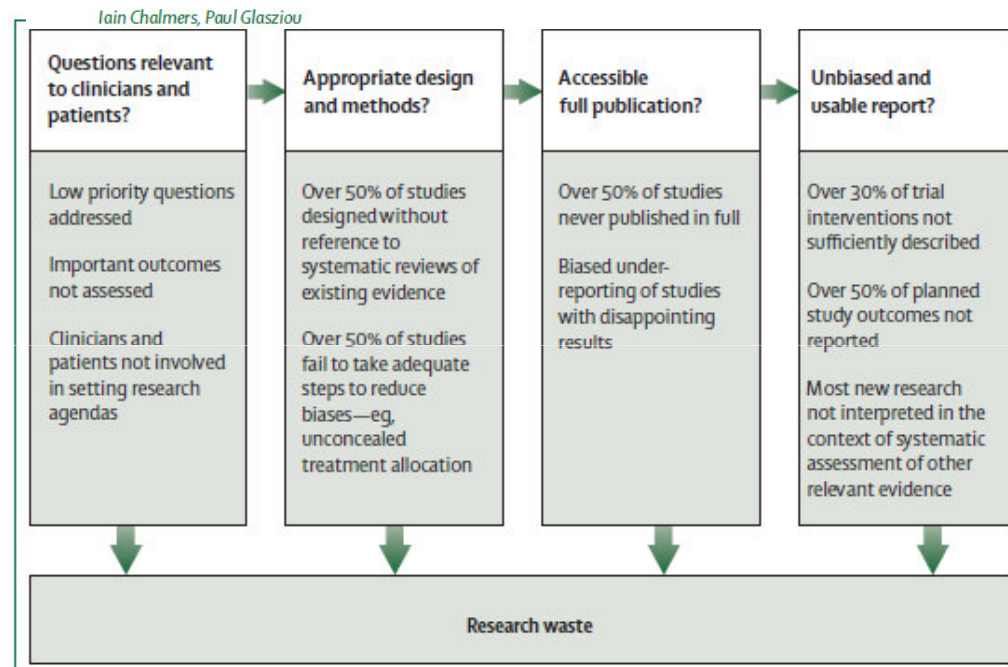 Iain Chalmers, Paul Glasziou
Questions relevant
to clinicians and
patients?
Low priority questions
addressed
Important outcomes
not assessed
Clinicians and
patients not involved
in setting research
agendas
Appropriate design
and methods?
Over 50% of studies
designed without
reference to
systematic reviews of
existing evidence
Over 50% of studies
fail to take adequate
steps to reduce
biases—eg,
unconcealed
treatment allocation
Accessible
full publication?
Over 50% of studies
never published in full
Biased under-
reporting of studies
with disappointing
results
Unbiased and
usable report?
Over 30% of trial
interventions not
sufficiently described
Over 50% of planned
study outcomes not
reported
Most new research
not interpreted in the
context of systematic
assessment of other
relevant evidence
Research waste